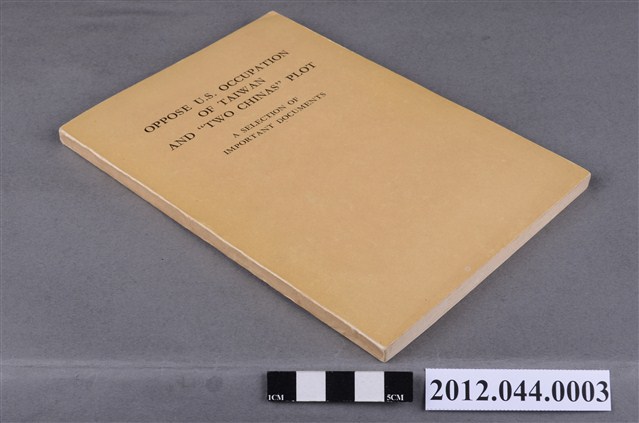 OPPOSE U.S. OCCUPATION
OF TAIWAN
AND "TWO CHINAS" PLOT
A SELECTION OF
IMPORTANT DOCUMENTS
1CM 5CM
2012.044.0003